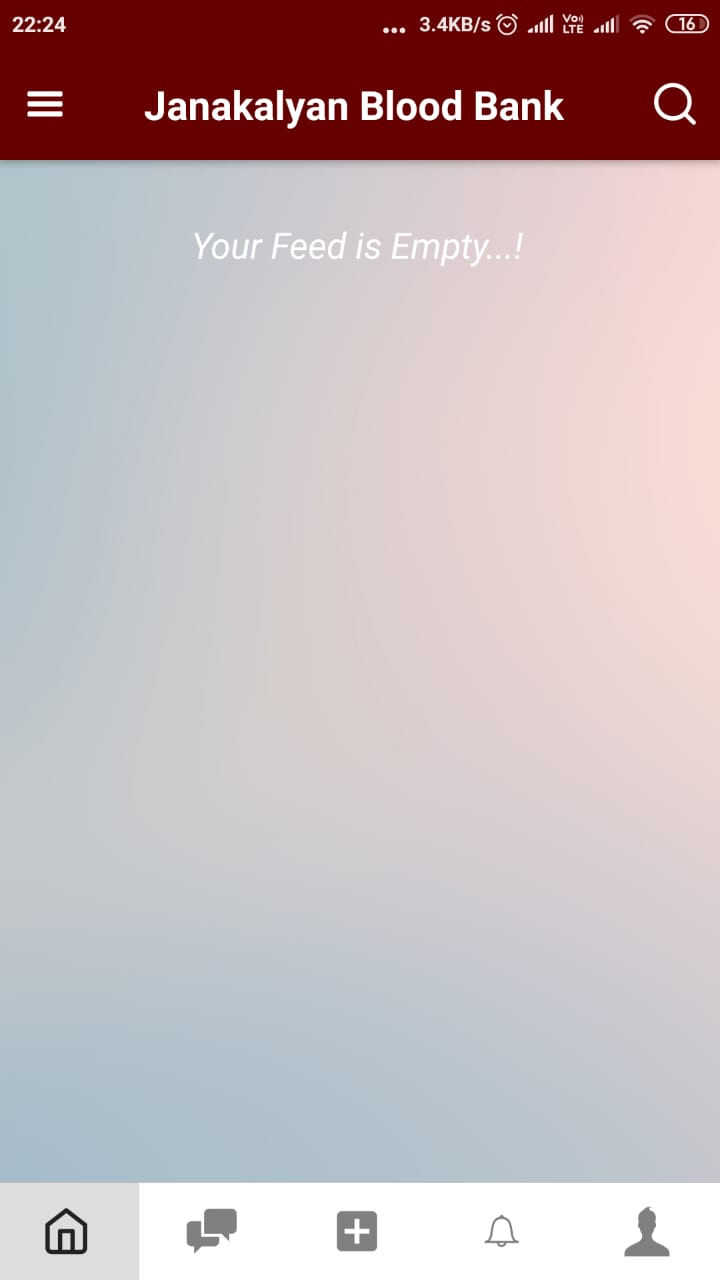 22:24 ... 3.4KB/s Vo) LTE 16
Janakalyan Blood Bank
Your Feed is Empty...!